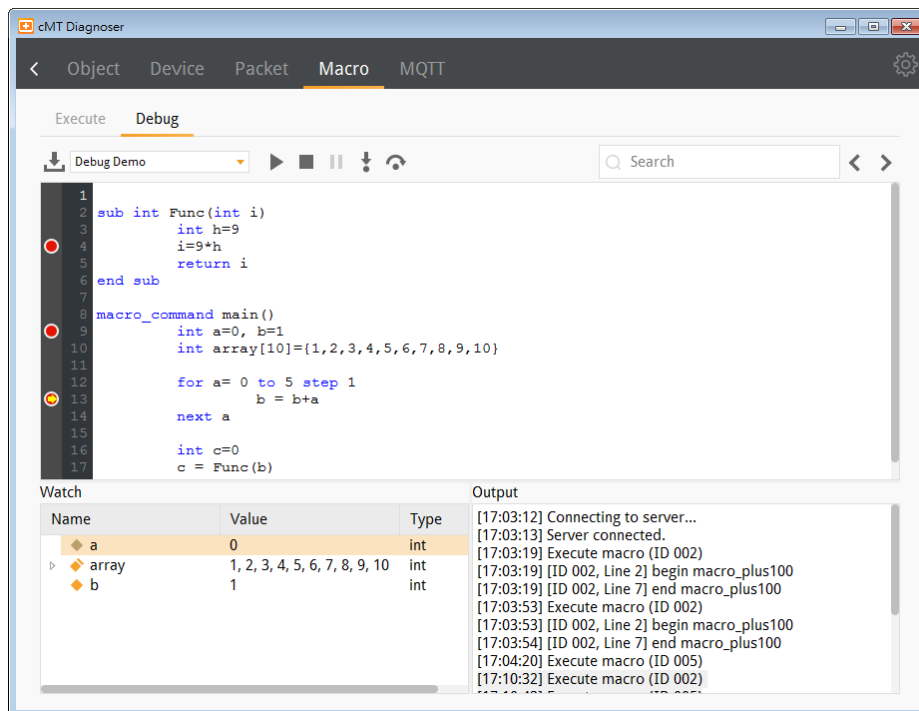 cMT Diagnoser
Object Device Packet Macro MQTT
Execute Debug
Debug Demo Search
1
2 sub int Func(int i)
3 int h=9
4 i=9*h
5 return i
6 end sub
7
8 macro_command main()
9 int a=0, b=1
10 int array[10]={1,2,3,4,5,6,7,8,9,10}
11
12 for a= 0 to 5 step 1
13 b = b+a
14 next a
15
16 int c=0
17 c = Func(b)
Watch
Name Value Type
a 0 int
array 1, 2, 3, 4, 5, 6, 7, 8, 9, 10 int
b 1 int
Output
[17:03:12] Connecting to server...
[17:03:13] Server connected.
[17:03:19] Execute macro (ID 002)
[17:03:19] [ID 002, Line 2] begin macro_plus100
[17:03:19] [ID 002, Line 7] end macro_plus100
[17:03:53] Execute macro (ID 002)
[17:03:53] [ID 002, Line 2] begin macro_plus100
[17:03:54] [ID 002, Line 7] end macro_plus100
[17:04:20] Execute macro (ID 005)
[17:10:32] Execute macro (ID 002)